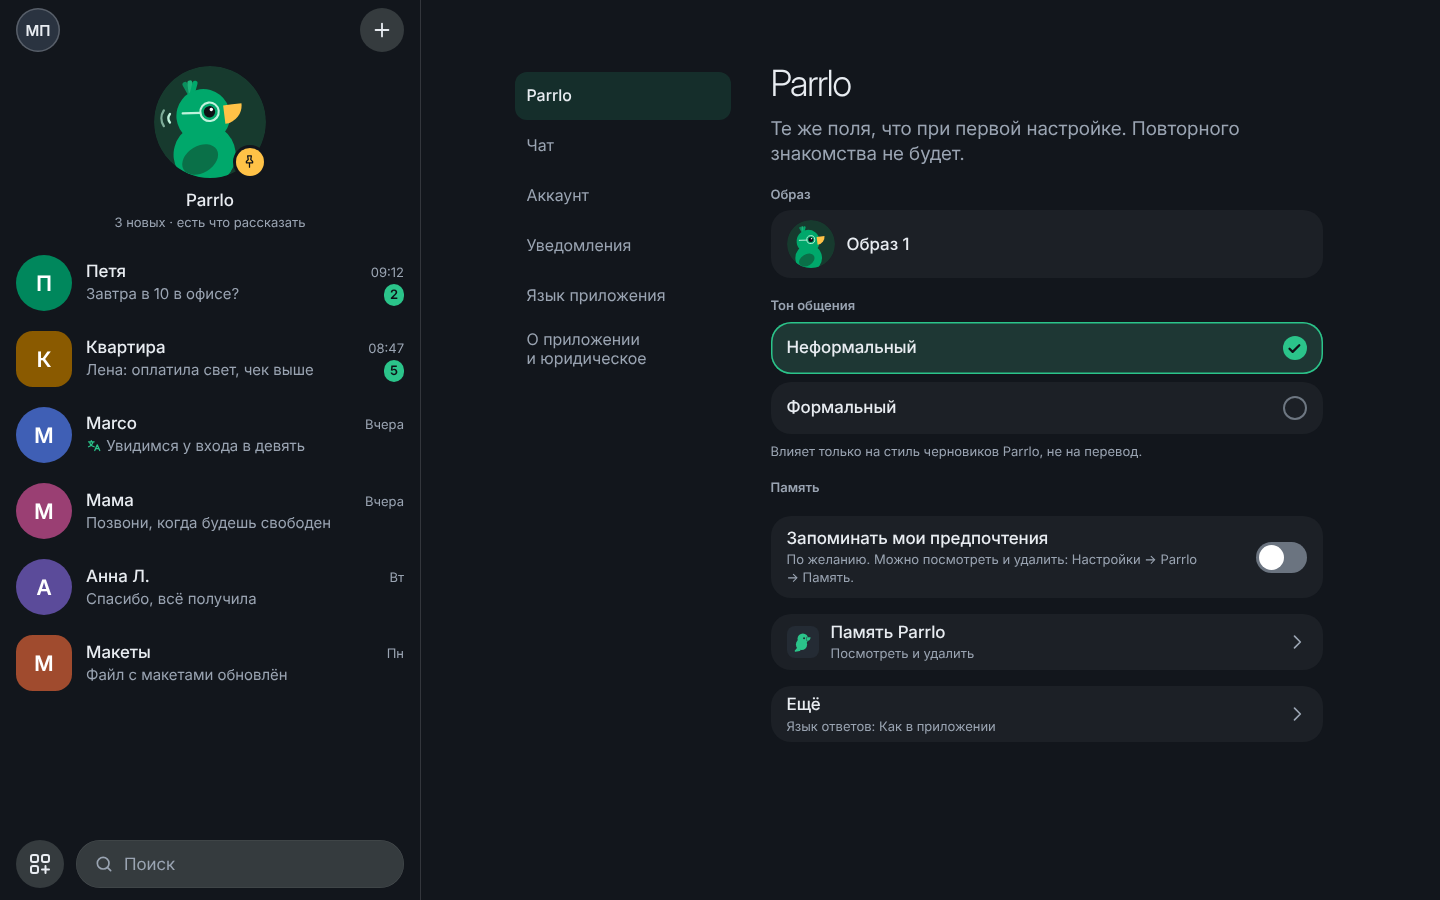 МП
Parrlo
3 новых · есть что рассказать
П
Петя
09:12
Завтра в 10 в офисе?
2
К
Квартира
08:47
Лена: оплатила свет, чек выше
5
M
Marco
Вчера
Увидимся у входа в девять
М
Мама
Вчера
Позвони, когда будешь свободен
А
Анна Л.
Вт
Спасибо, всё получила
М
Макеты
Пн
Файл с макетами обновлён
Поиск
Parrlo
Чат
Аккаунт
Уведомления
Язык приложения
О приложении
и юридическое
Parrlo
Те же поля, что при первой настройке. Повторного
знакомства не будет.
Образ
Образ 1
Тон общения
Неформальный
Формальный
Влияет только на стиль черновиков Parrlo, не на перевод.
Память
Запоминать мои предпочтения
По желанию. Можно посмотреть и удалить: Настройки → Parrlo
→ Память.
Память Parrlo
Посмотреть и удалить
Ещё
Язык ответов: Как в приложении